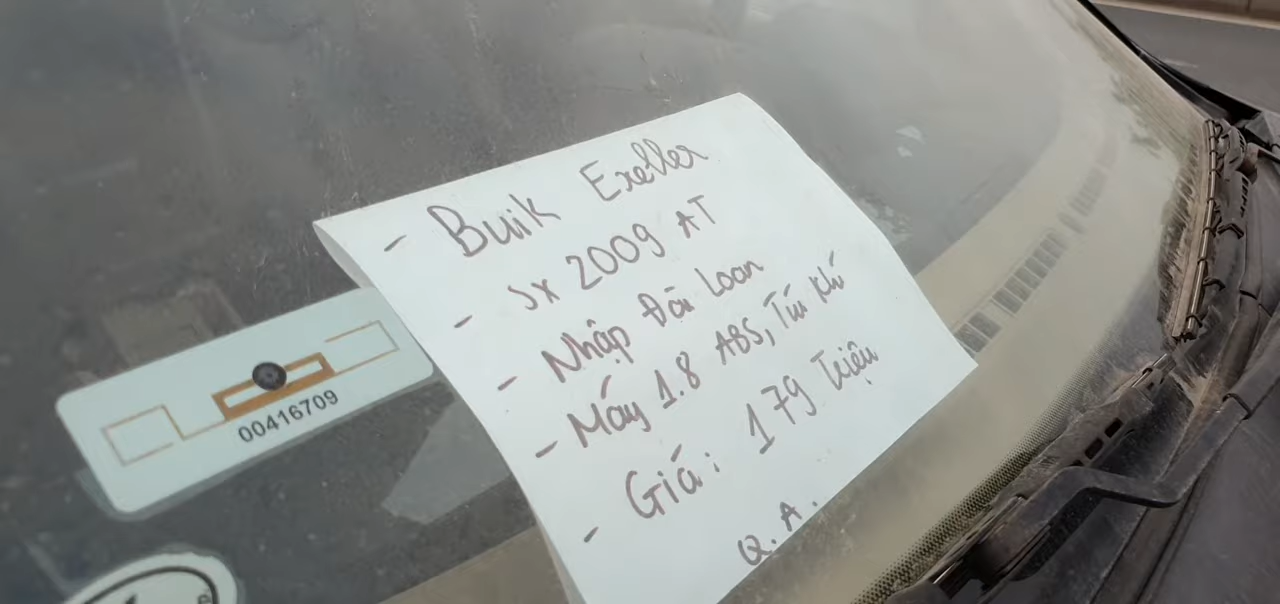 - Buik Exeller
- sx 2009 AT
- Nhập Đài Loan
- Máy 1.8 ABS, Túi khí
- Giá: 179 Triệu
Q.A.
00416709